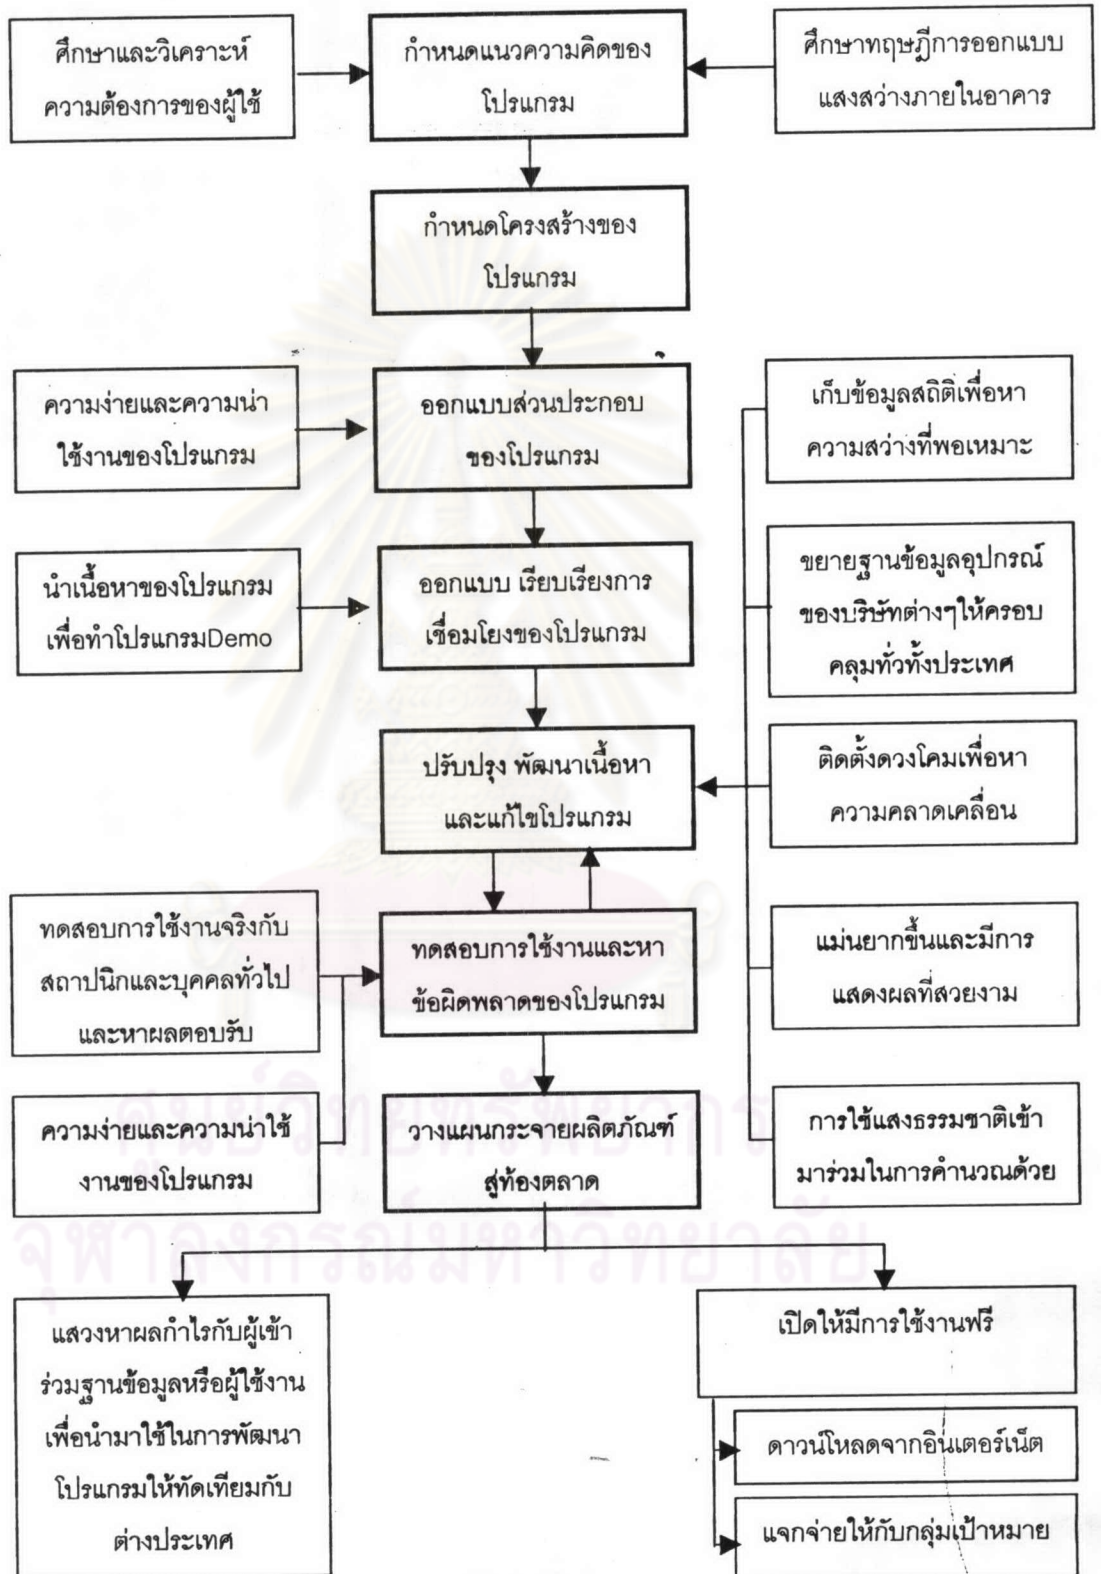 ศึกษาและวิเคราะห์
ความต้องการของผู้ใช้
กำหนดแนวความคิดของ
โปรแกรม
ศึกษาทฤษฎีการออกแบบ
แสงสว่างภายในอาคาร
กำหนดโครงสร้างของ
โปรแกรม
ความง่ายและความน่า
ใช้งานของโปรแกรม
ออกแบบส่วนประกอบ
ของโปรแกรม
เก็บข้อมูลสถิติเพื่อหา
ความสว่างที่พอเหมาะ
นำเนื้อหาของโปรแกรม
เพื่อทำโปรแกรมDemo
ออกแบบ เรียบเรียงการ
เชื่อมโยงของโปรแกรม
ขยายฐานข้อมูลอุปกรณ์
ของบริษัทต่างๆให้ครอบ
คลุมทั่วทั้งประเทศ
ปรับปรุง พัฒนาเนื้อหา
และแก้ไขโปรแกรม
ติดตั้งดวงโคมเพื่อหา
ความคลาดเคลื่อน
ทดสอบการใช้งานจริงกับ
สถาปนิกและบุคคลทั่วไป
และหาผลตอบรับ
ทดสอบการใช้งานและหา
ข้อผิดพลาดของโปรแกรม
แม่นยากขึ้นและมีการ
แสดงผลที่สวยงาม
ความง่ายและความน่าใช้
งานของโปรแกรม
วางแผนกระจายผลิตภัณฑ์
สู่ท้องตลาด
การใช้แสงธรรมชาติเข้า
มาร่วมในการคำนวณด้วย
ศูนย์วิทยทรัพยากร
จุฬาลงกรณ์มหาวิทยาลัย
แสวงหาผลกำไรกับผู้เข้า
ร่วมฐานข้อมูลหรือผู้ใช้งาน
เพื่อนำมาใช้ในการพัฒนา
โปรแกรมให้ทัดเทียมกับ
ต่างประเทศ
เปิดให้มีการใช้งานฟรี
ดาวน์โหลดจากอินเตอร์เน็ต
แจกจ่ายให้กับกลุ่มเป้าหมาย